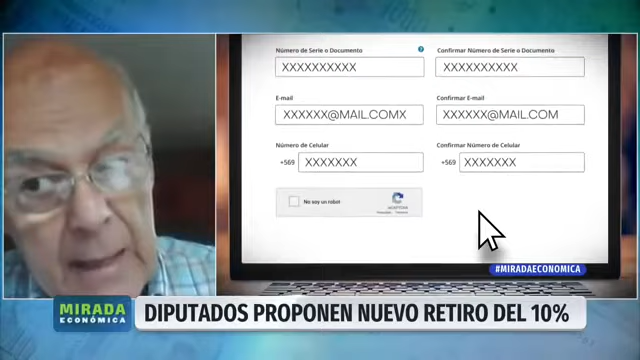 Número de Serie o Documento
?
Confirmar Número de Serie o Documento
XXXXXXXXXX
XXXXXXXXXX
E-mail
Confirmar E-mail
XXXXXX@MAIL.COMX
XXXXXX@MAIL.COM
Número de Celular
Confirmar Número de Celular
+569
XXXXXXX
+569
XXXXXXX
No soy un robot
#MIRADAECONOMICA
MIRADA
ECONÓMICA
DIPUTADOS PROPONEN NUEVO RETIRO DEL 10%